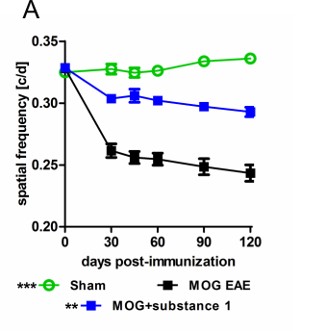 A
0.35
0.30
0.25
0.20
spatial frequency [c/d]
0 30 60 90 120
days post-immunization
*** Sham MOG EAE
** MOG+substance 1